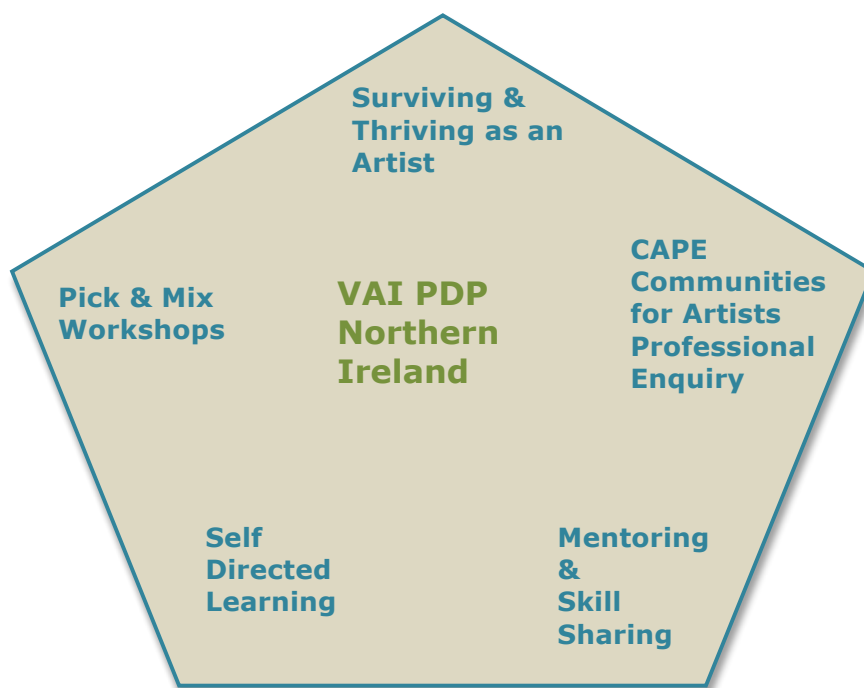 Surviving &
Thriving as an
Artist
Pick & Mix
Workshops
VAI PDP
Northern
Ireland
CAPE
Communities
for Artists
Professional
Enquiry
Self
Directed
Learning
Mentoring
&
Skill
Sharing